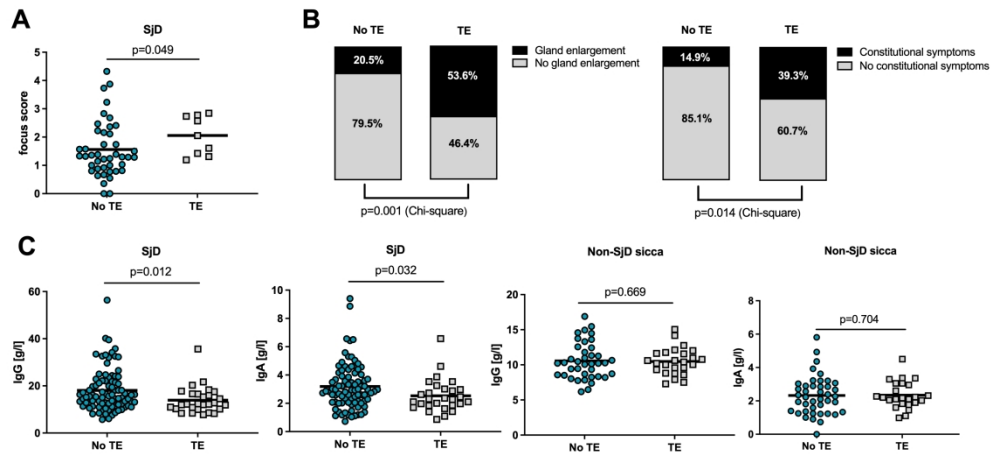 A
SjD
p=0.049
focus score
5
4
3
2
1
0
No TE
TE
B
No TE
TE
20.5%
79.5%
53.6%
46.4%
Gland enlargement
No gland enlargement
p=0.001 (Chi-square)
No TE
TE
14.9%
85.1%
39.3%
60.7%
Constitutional symptoms
No constitutional symptoms
p=0.014 (Chi-square)
C
SjD
p=0.012
IgG [g/l]
60
40
20
0
No TE
TE
SjD
p=0.032
IgA [g/l]
10
8
6
4
2
0
No TE
TE
Non-SjD sicca
p=0.669
IgG [g/l]
20
15
10
5
0
No TE
TE
Non-SjD sicca
p=0.704
IgA [g/l)
8
6
4
2
0
No TE
TE